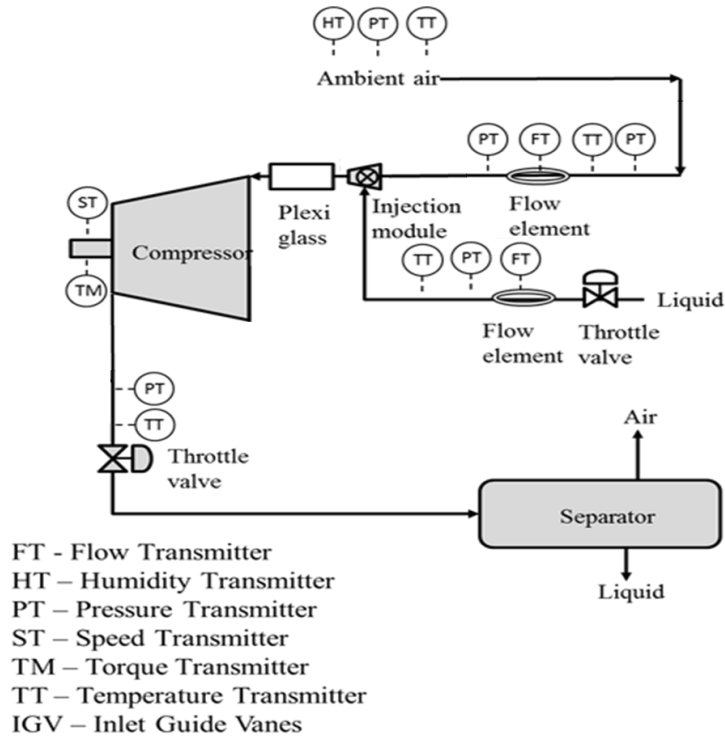 HT PT TT
Ambient air
PT FT TT PT
Plexi
glass
Injection
module
Flow
element
ST
Compressor
TM
TT PT FT
Liquid
Flow
element
Throttle
valve
PT
TT
Throttle
valve
Air
Separator
Liquid
FT - Flow Transmitter
HT – Humidity Transmitter
PT – Pressure Transmitter
ST – Speed Transmitter
TM – Torque Transmitter
TT – Temperature Transmitter
IGV – Inlet Guide Vanes